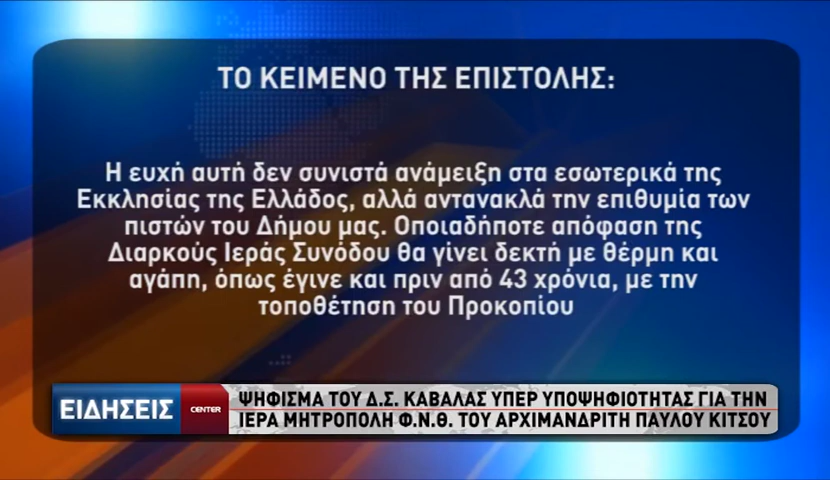 ΤΟ ΚΕΙΜΕΝΟ ΤΗΣ ΕΠΙΣΤΟΛΗΣ:
Η ευχή αυτή δεν συνιστά ανάμειξη στα εσωτερικά της
Εκκλησίας της Ελλάδος, αλλά αντανακλά την επιθυμία των
πιστών του Δήμου μας. Οποιαδήποτε απόφαση της
Διαρκούς Ιεράς Συνόδου θα γίνει δεκτή με θέρμη και
αγάπη, όπως έγινε και πριν από 43 χρόνια, με την
τοποθέτηση του Προκοπίου
ΕΙΔΗΣΕΙΣ
CENTER
ΨΗΦΙΣΜΑ ΤΟΥ Δ.Σ. ΚΑΒΑΛΑΣ ΥΠΕΡ ΥΠΟΨΗΦΙΟΤΗΤΑΣ ΓΙΑ ΤΗΝ
ΙΕΡΑ ΜΗΤΡΟΠΟΛΗ Φ.Ν.Θ. ΤΟΥ ΑΡΧΙΜΑΝΔΡΙΤΗ ΠΑΥΛΟΥ ΚΙΤΣΟΥ